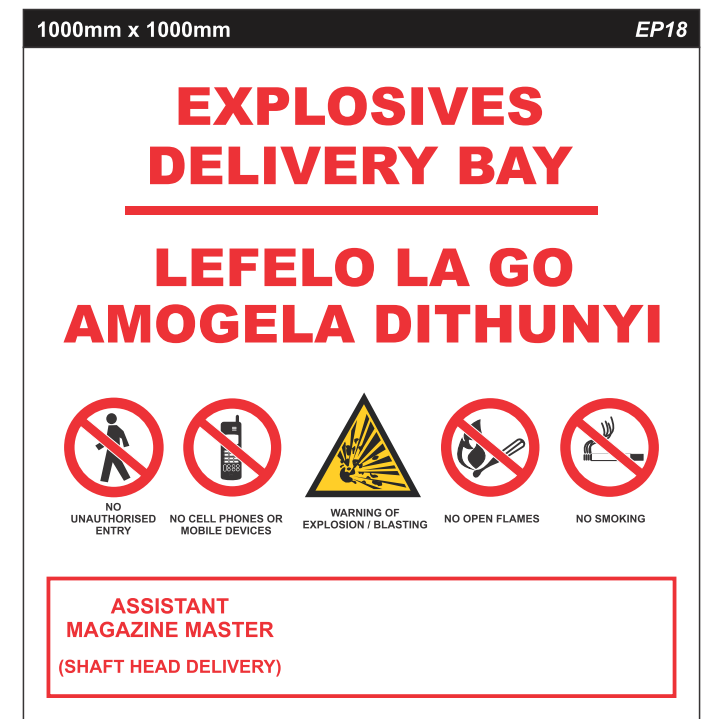 1000mm x 1000mm EP18
EXPLOSIVES
DELIVERY BAY
LEFELO LA GO
AMOGELA DITHUNYI
0888
NO
UNAUTHORISED
ENTRY
NO CELL PHONES OR
MOBILE DEVICES
WARNING OF
EXPLOSION / BLASTING
NO OPEN FLAMES
NO SMOKING
ASSISTANT
MAGAZINE MASTER
(SHAFT HEAD DELIVERY)